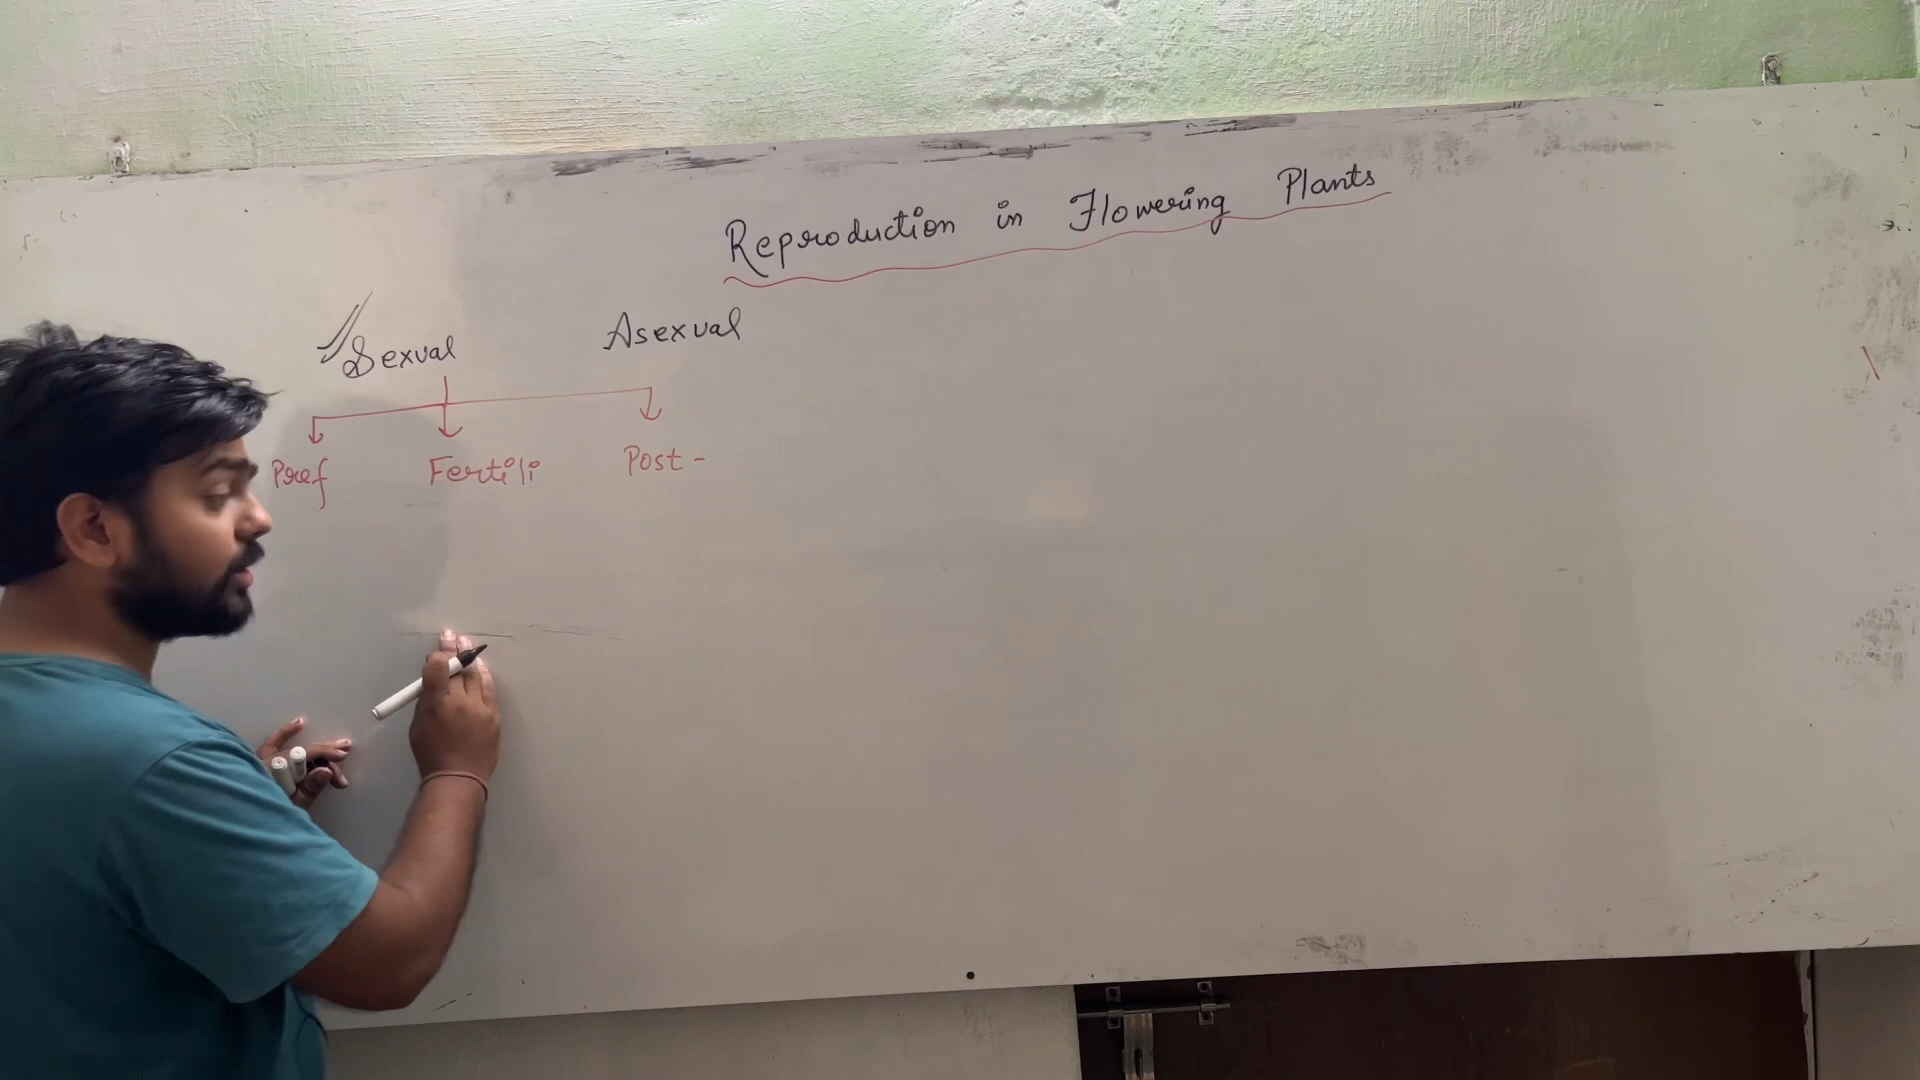 Reproduction in Flowering Plants
Sexual Asexual
Pref Fertili Post -